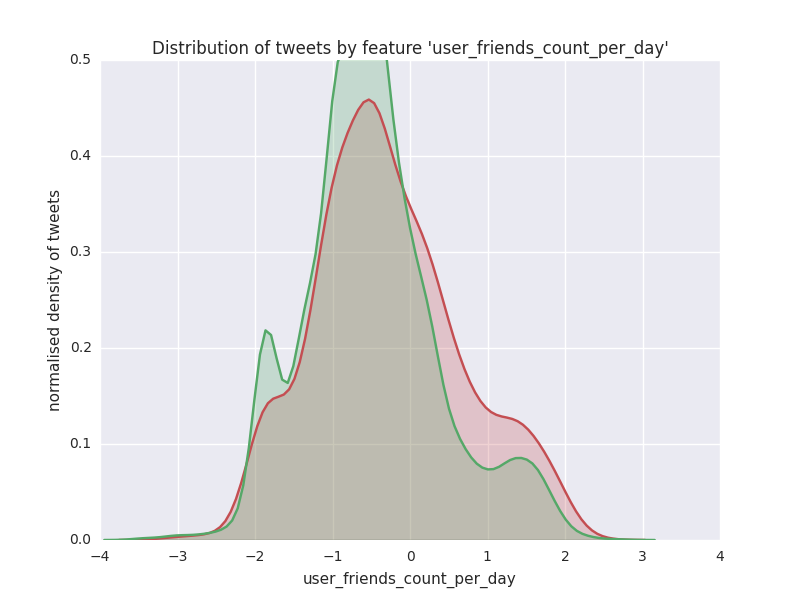 Distribution of tweets by feature 'user_friends_count_per_day'
0.5
0.4
0.3
0.2
0.1
0.0
normalised density of tweets
−4 −3 −2 −1 0 1 2 3 4
user_friends_count_per_day